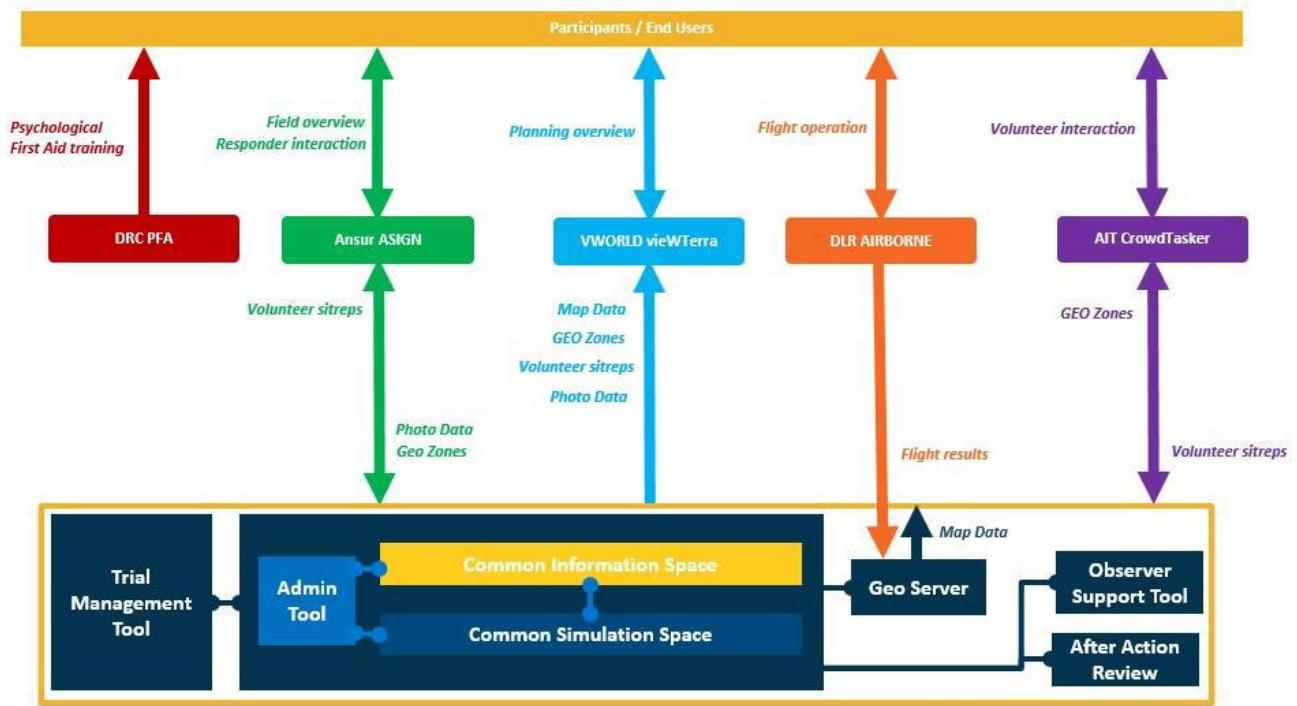 Participants / End Users
Psychological
First Aid training
Field overview
Responder interaction
Planning overview
Flight operation
Volunteer interaction
DRC PFA
Ansur ASIGN
VWORLD vieWTerra
DLR AIRBORNE
AIT CrowdTasker
Volunteer sitreps
Map Data
GEO Zones
Volunteer sitreps
Photo Data
GEO Zones
Photo Data
Geo Zones
Flight results
Volunteer sitreps
Map Data
Trial
Management
Tool
Admin
Tool
Common Information Space
Common Simulation Space
Geo Server
Observer
Support Tool
After Action
Review